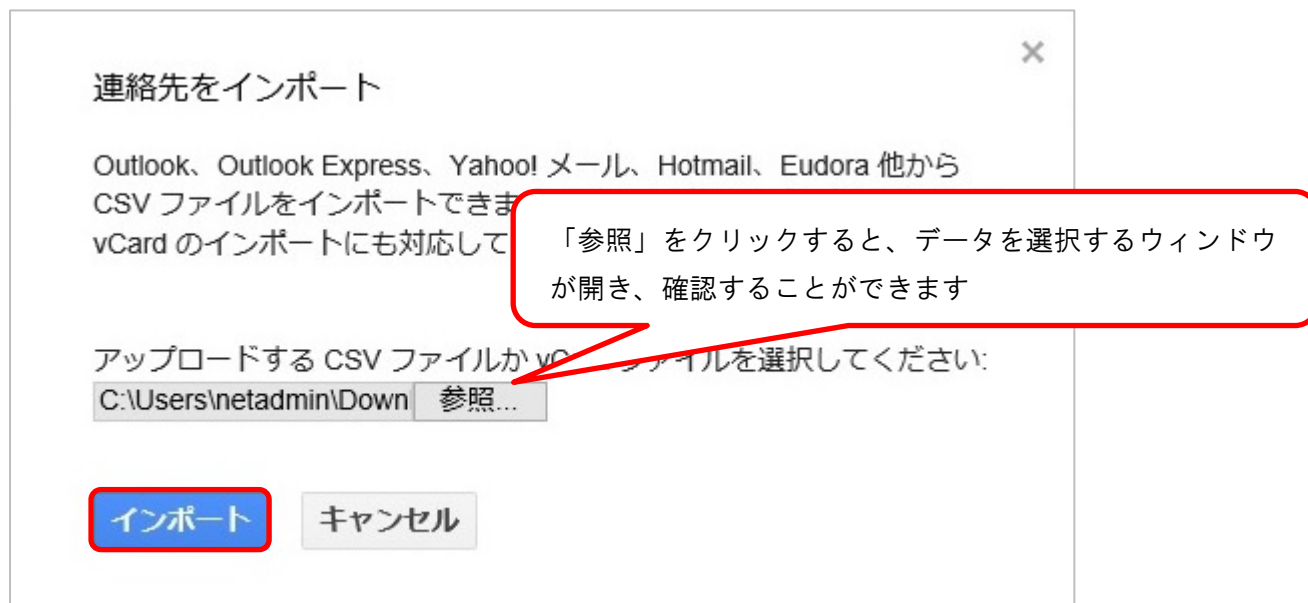 ×
連絡先をインポート
Outlook、Outlook Express、Yahoo! メール、Hotmail、Eudora 他から
CSV ファイルをインポートできま
vCard のインポートにも対応して
「参照」をクリックすると、データを選択するウィンドウ
が開き、確認することができます
アップロードする CSV ファイルか vC ファイルを選択してください:
C:\Users\netadmin\Down 参照...
インポート キャンセル